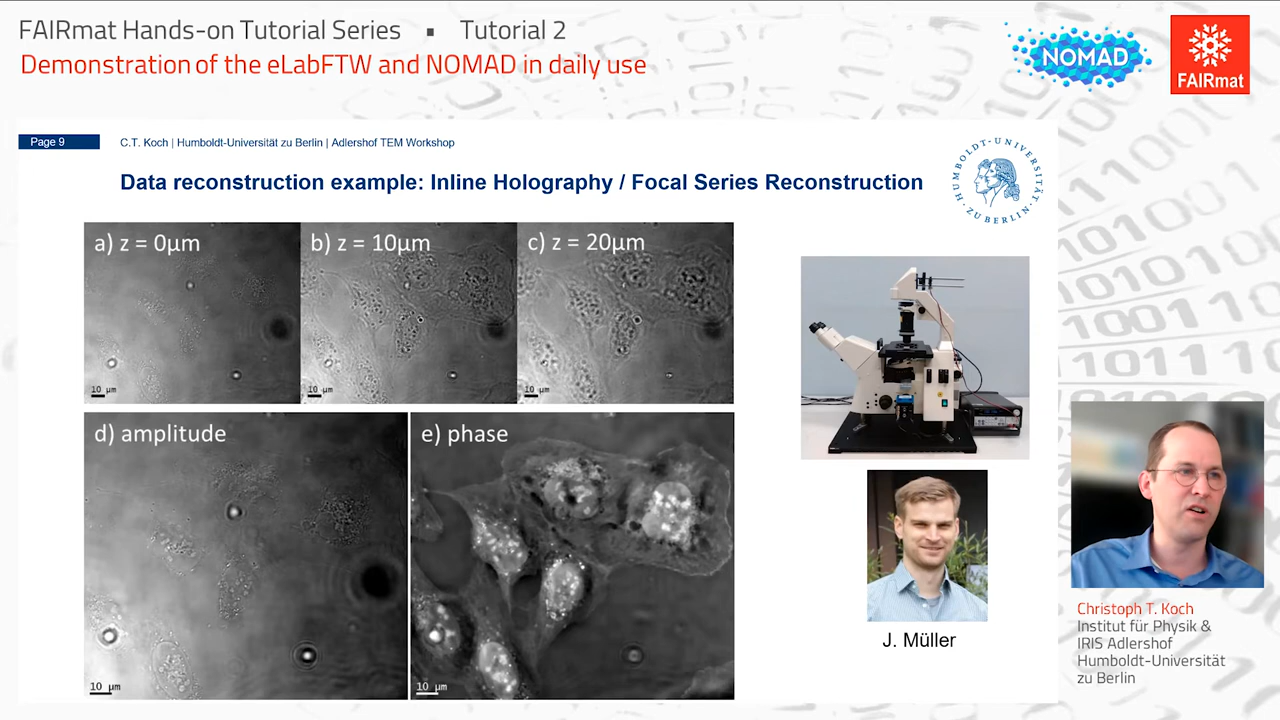 FAIRmat Hands-on Tutorial Series ▪ Tutorial 2
Demonstration of the eLabFTW and NOMAD in daily use
NOMAD
FAIRmat
Page 9
C.T. Koch | Humboldt-Universität zu Berlin | Adlershof TEM Workshop
Data reconstruction example: Inline Holography / Focal Series Reconstruction
HUMBOLDT-UNIVERSITÄT
·ZU BERLIN·
a) z = 0µm
b) z = 10µm
c) z = 20µm
10 µm
10 µm
10 µm
d) amplitude
e) phase
10 µm
10 µm
J. Müller
Christoph T. Koch
Institut für Physik &
IRIS Adlershof
Humboldt-Universität
zu Berlin